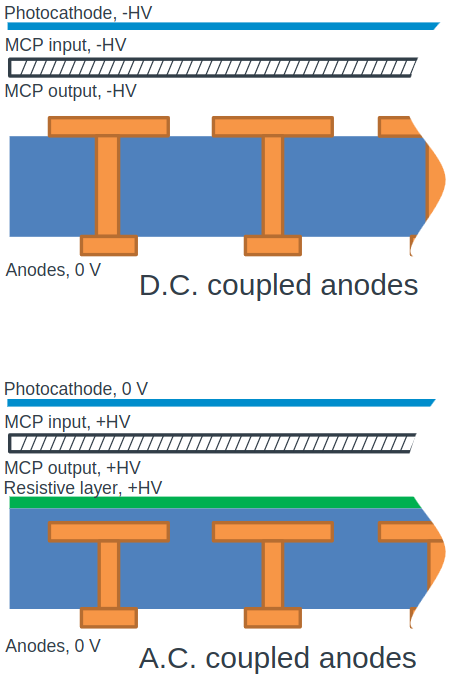 Photocathode, -HV
MCP input, -HV
MCP output, -HV
Anodes, 0 V
D.C. coupled anodes
Photocathode, 0 V
MCP input, +HV
MCP output, +HV
Resistive layer, +HV
Anodes, 0 V
A.C. coupled anodes